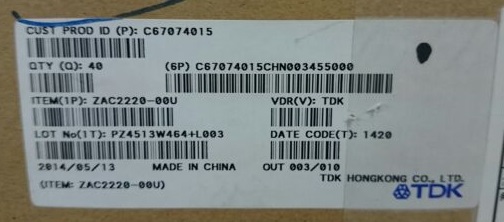 CUST PROD ID (P): C67074015
QTY (Q): 40 (6P) C67074015CHN003455000
ITEM(1P): ZAC2220-00U VDR(V): TDK
LOT No(1T): PZ4513W464+L003 DATE CODE(T): 1420
2014/05/13 MADE IN CHINA OUT 003/010
TDK HONGKONG CO., LTD.
(ITEM: ZAC2220-00U) TDK